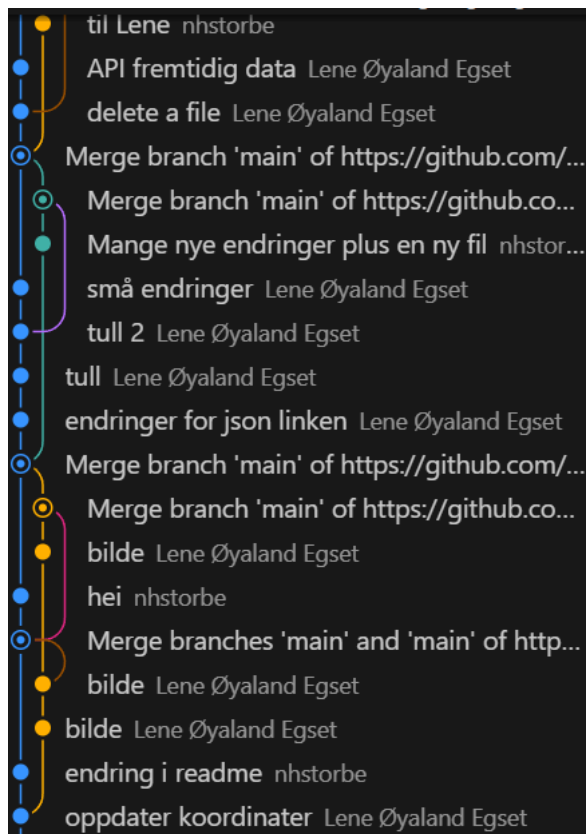 til Lene nhstorbe
API fremtidig data Lene Øyaland Egset
delete a file Lene Øyaland Egset
Merge branch 'main' of https://github.com/...
Merge branch 'main' of https://github.co...
Mange nye endringer plus en ny fil nhstor...
små endringer Lene Øyaland Egset
tull 2 Lene Øyaland Egset
tull Lene Øyaland Egset
endringer for json linken Lene Øyaland Egset
Merge branch 'main' of https://github.com/...
Merge branch 'main' of https://github.co...
bilde Lene Øyaland Egset
hei nhstorbe
Merge branches 'main' and 'main' of http...
bilde Lene Øyaland Egset
bilde Lene Øyaland Egset
endring i readme nhstorbe
oppdater koordinater Lene Øyaland Egset